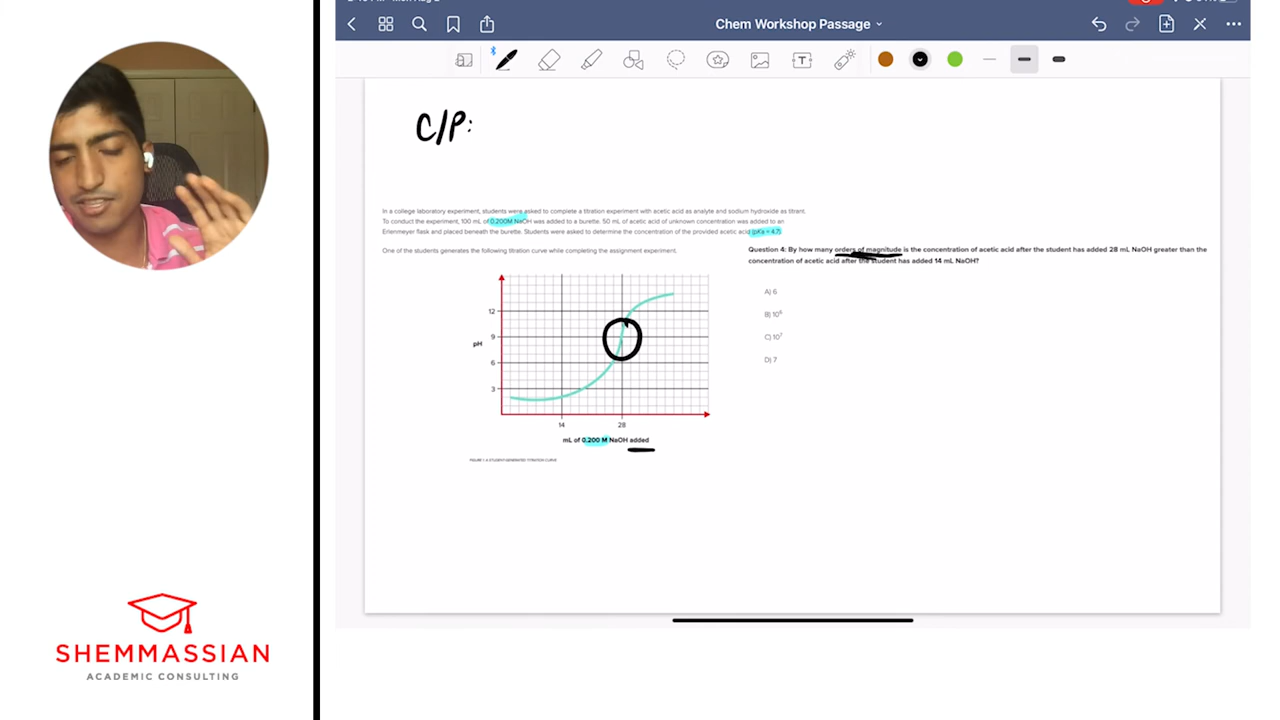 Chem Workshop Passage
C/P:
In a college laboratory experiment, students were asked to complete a titration experiment with acetic acid as analyte and sodium hydroxide as titrant.
To conduct the experiment, 100 mL of 0.200M NaOH was added to a burette. 50 mL of acetic acid of unknown concentration was added to an
Erlenmeyer flask and placed beneath the burette. Students were asked to determine the concentration of the provided acetic acid (pKa = 4.7).
One of the students generates the following titration curve while completing the assignment experiment.
12
9
pH
6
3
14 28
mL of 0.200 M NaOH added
Question 4: By how many orders of magnitude is the concentration of acetic acid after the student has added 28 mL NaOH greater than the
concentration of acetic acid after the student has added 14 mL NaOH?
A) 6
B) 10⁶
C) 10⁷
D) 7
SHEMMASSIAN
ACADEMIC CONSULTING